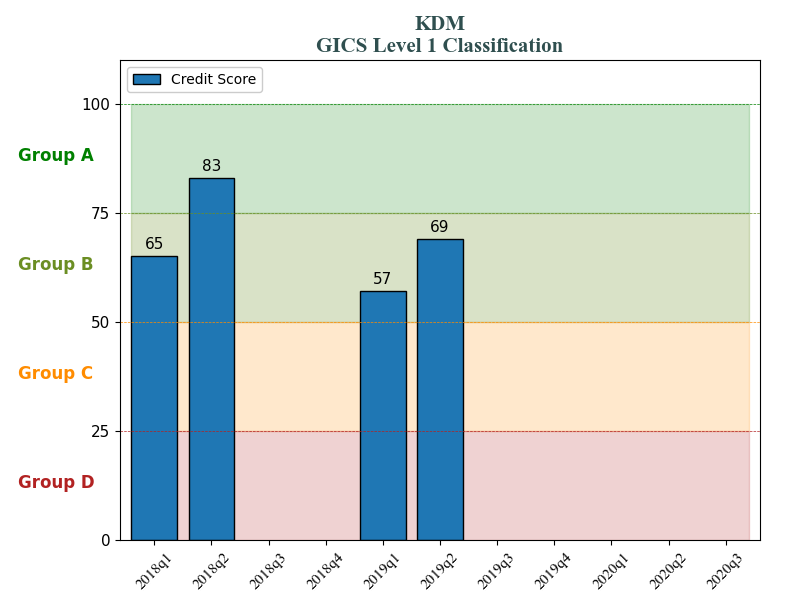 KDM
GICS Level 1 Classification
Credit Score
100
75
50
25
0
Group A
Group B
Group C
Group D
65
83
57
69
2018q1
2018q2
2018q3
2018q4
2019q1
2019q2
2019q3
2019q4
2020q1
2020q2
2020q3